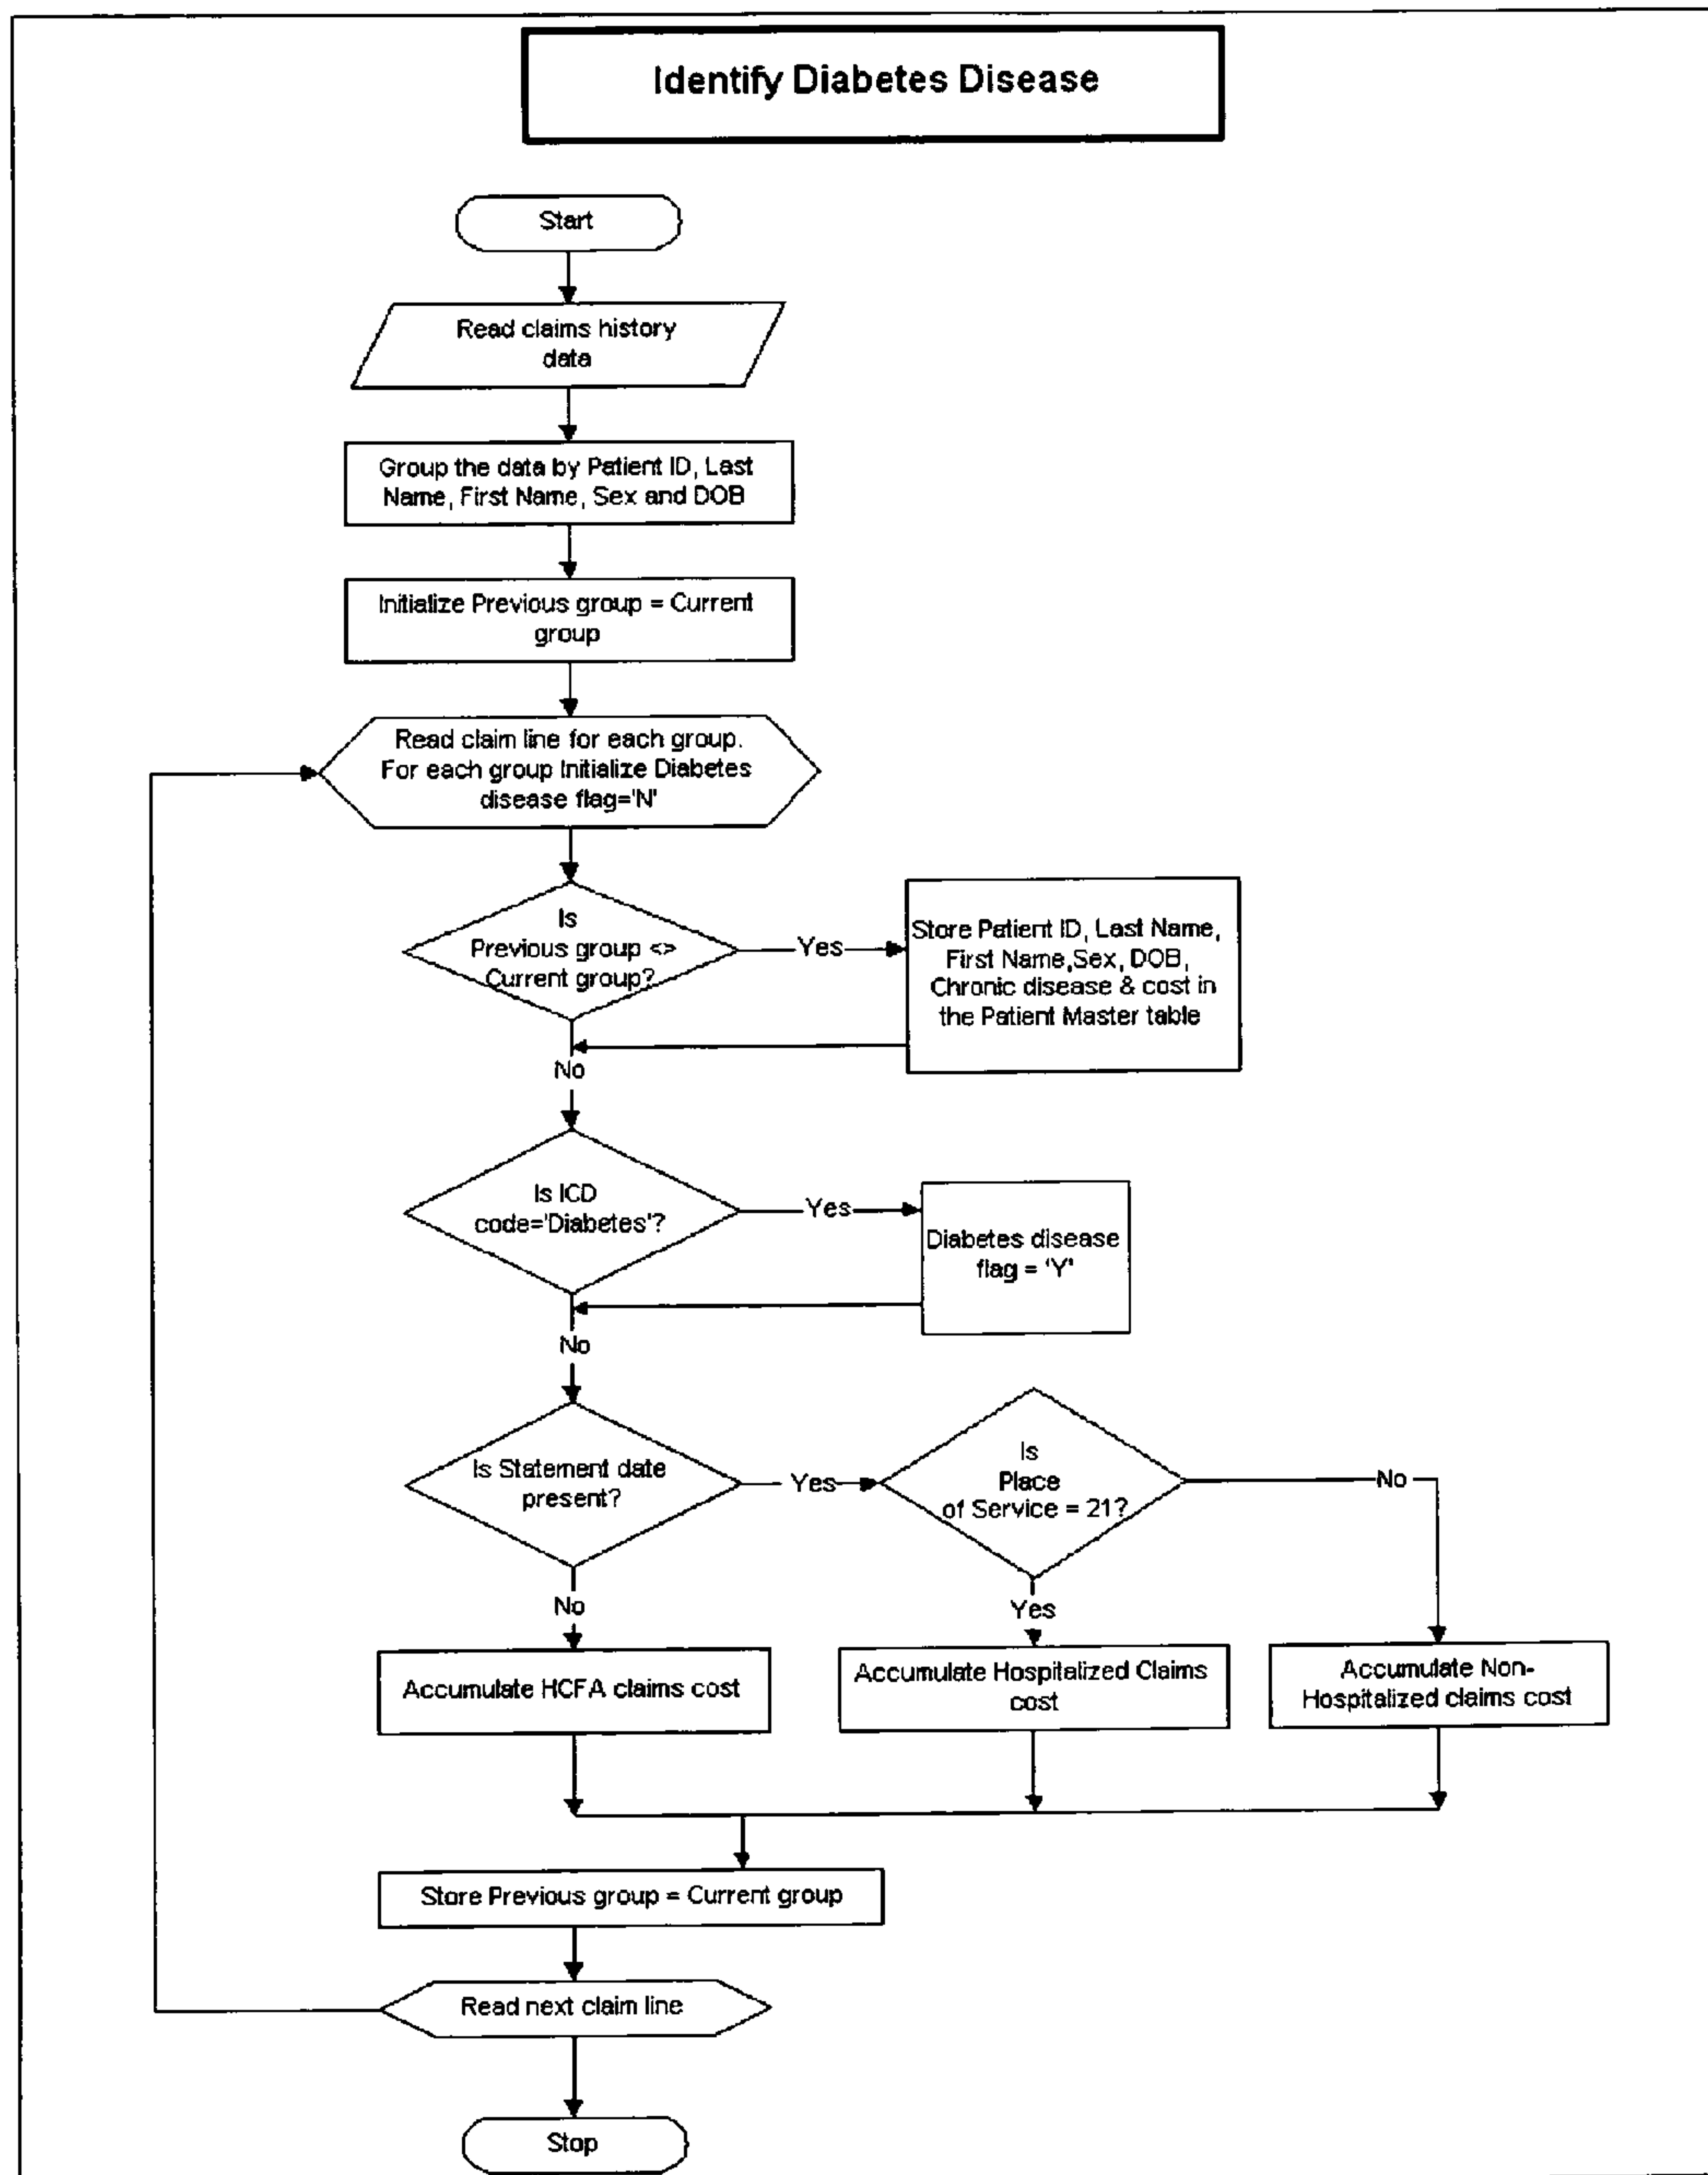 Identify Diabetes Disease
Start
Read claims history
data
Group the data by Patient ID, Last
Name, First Name, Sex and DOB
Initialize Previous group = Current
group
Read claim line for each group.
For each group Initialize Diabetes
disease flag='N'
Is
Previous group <>
Current group?
Yes
Store Patient ID, Last Name,
First Name,Sex, DOB,
Chronic disease & cost in
the Patient Master table
No
Is ICD
code='Diabetes'?
Yes
Diabetes disease
flag = 'Y'
No
Is Statement date
present?
Yes
Is
Place
of Service = 21?
No
No
Yes
Accumulate HCFA claims cost
Accumulate Hospitalized Claims
cost
Accumulate Non-
Hospitalized claims cost
Store Previous group = Current group
Read next claim line
Stop